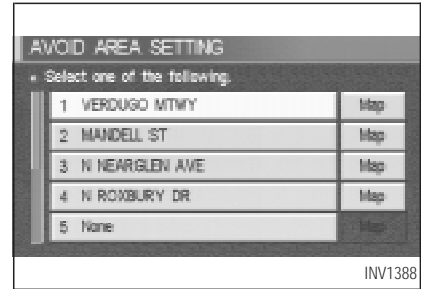 AVOID AREA SETTING
Select one of the following.
1 VERDUGO MTWY Map
2 MANDELL ST Map
3 N NEARGLEN AVE Map
4 N ROXBURY DR Map
5 None Map
INV1388